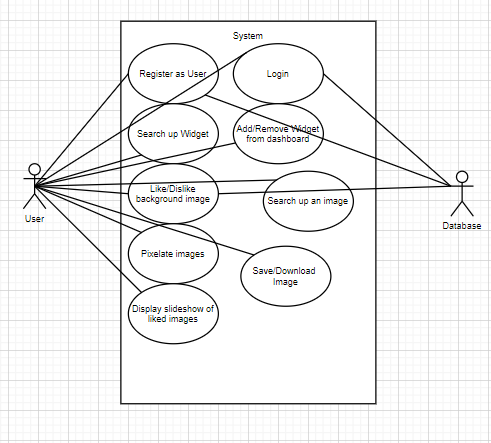 System
Register as User
Login
Search up Widget
Add/Remove Widget
from dashboard
Like/Dislike
background image
Search up an image
User
Database
Pixelate images
Save/Download
Image
Display slideshow of
liked images